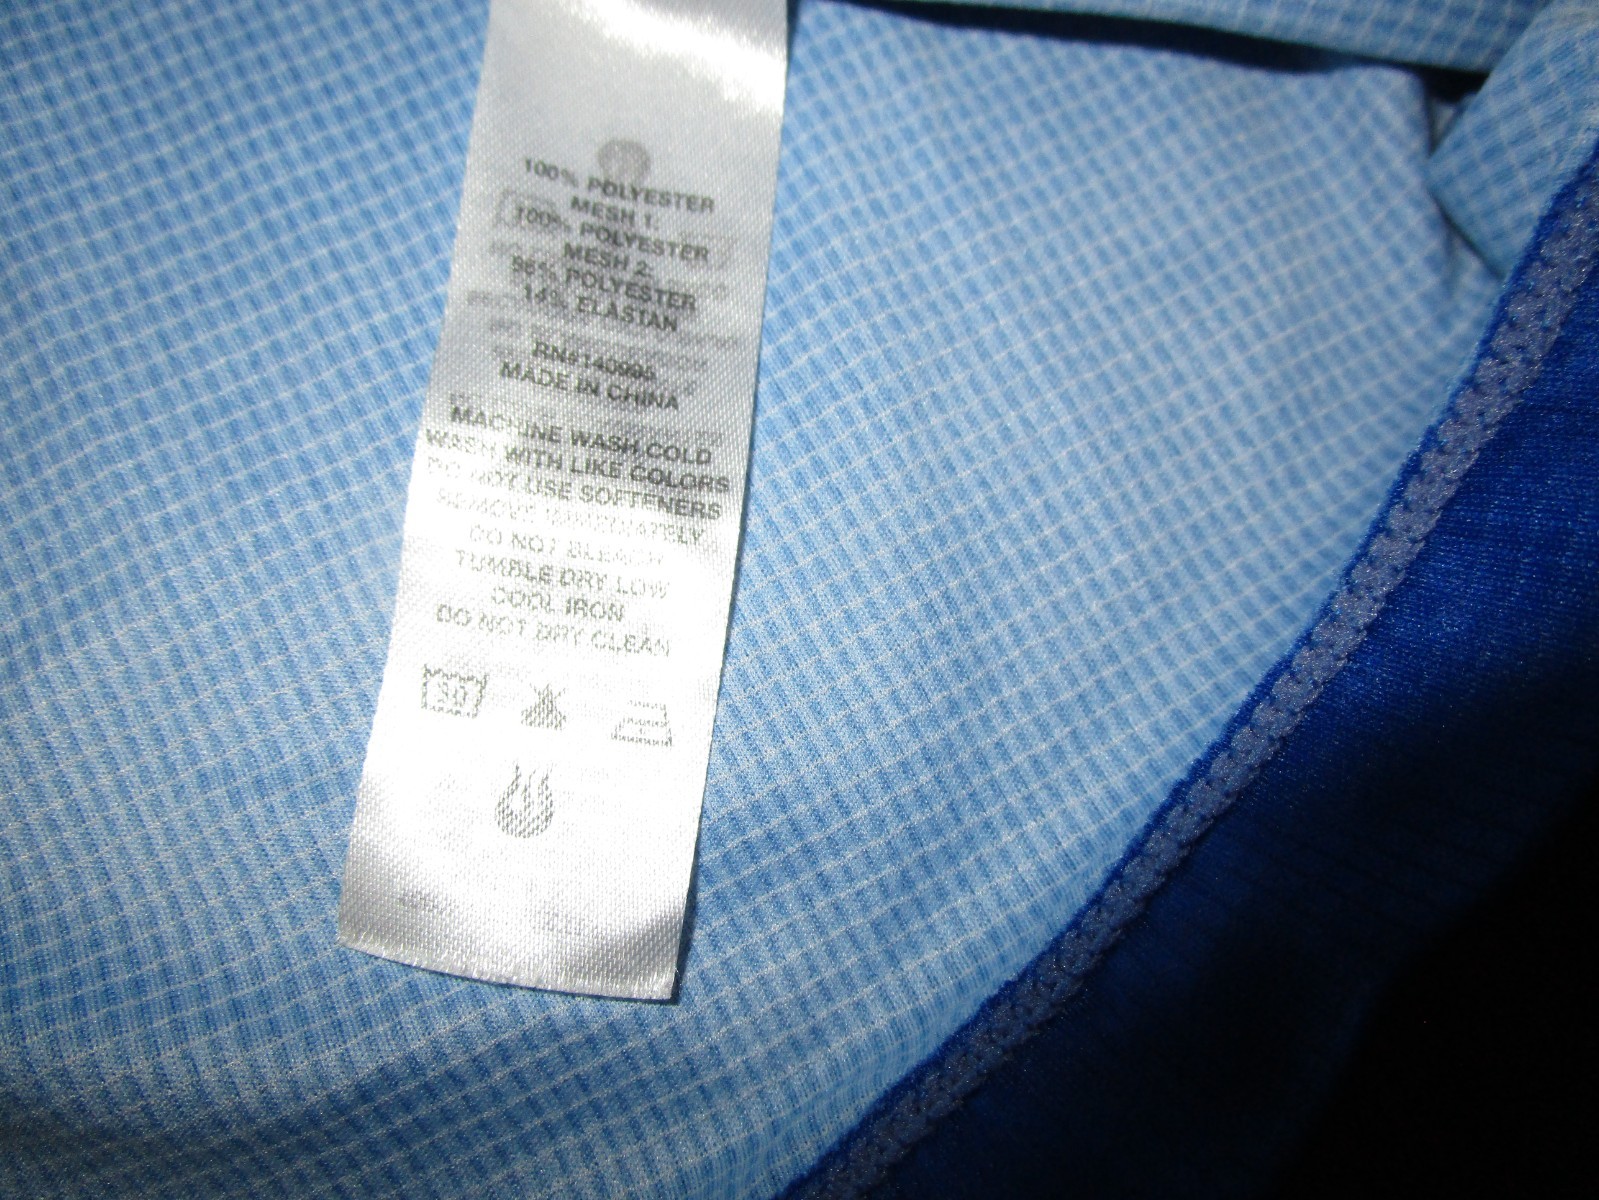 100% POLYESTER
MESH 1:
100% POLYESTER
MESH 2:
86% POLYESTER
14% ELASTAN
MADE IN CHINA
MACHINE WASH COLD
WASH WITH LIKE COLORS
DO NOT USE SOFTENERS
REMOVE IMMEDIATELY
DO NOT BLEACH
TUMBLE DRY LOW
COOL IRON
DO NOT DRY CLEAN
30